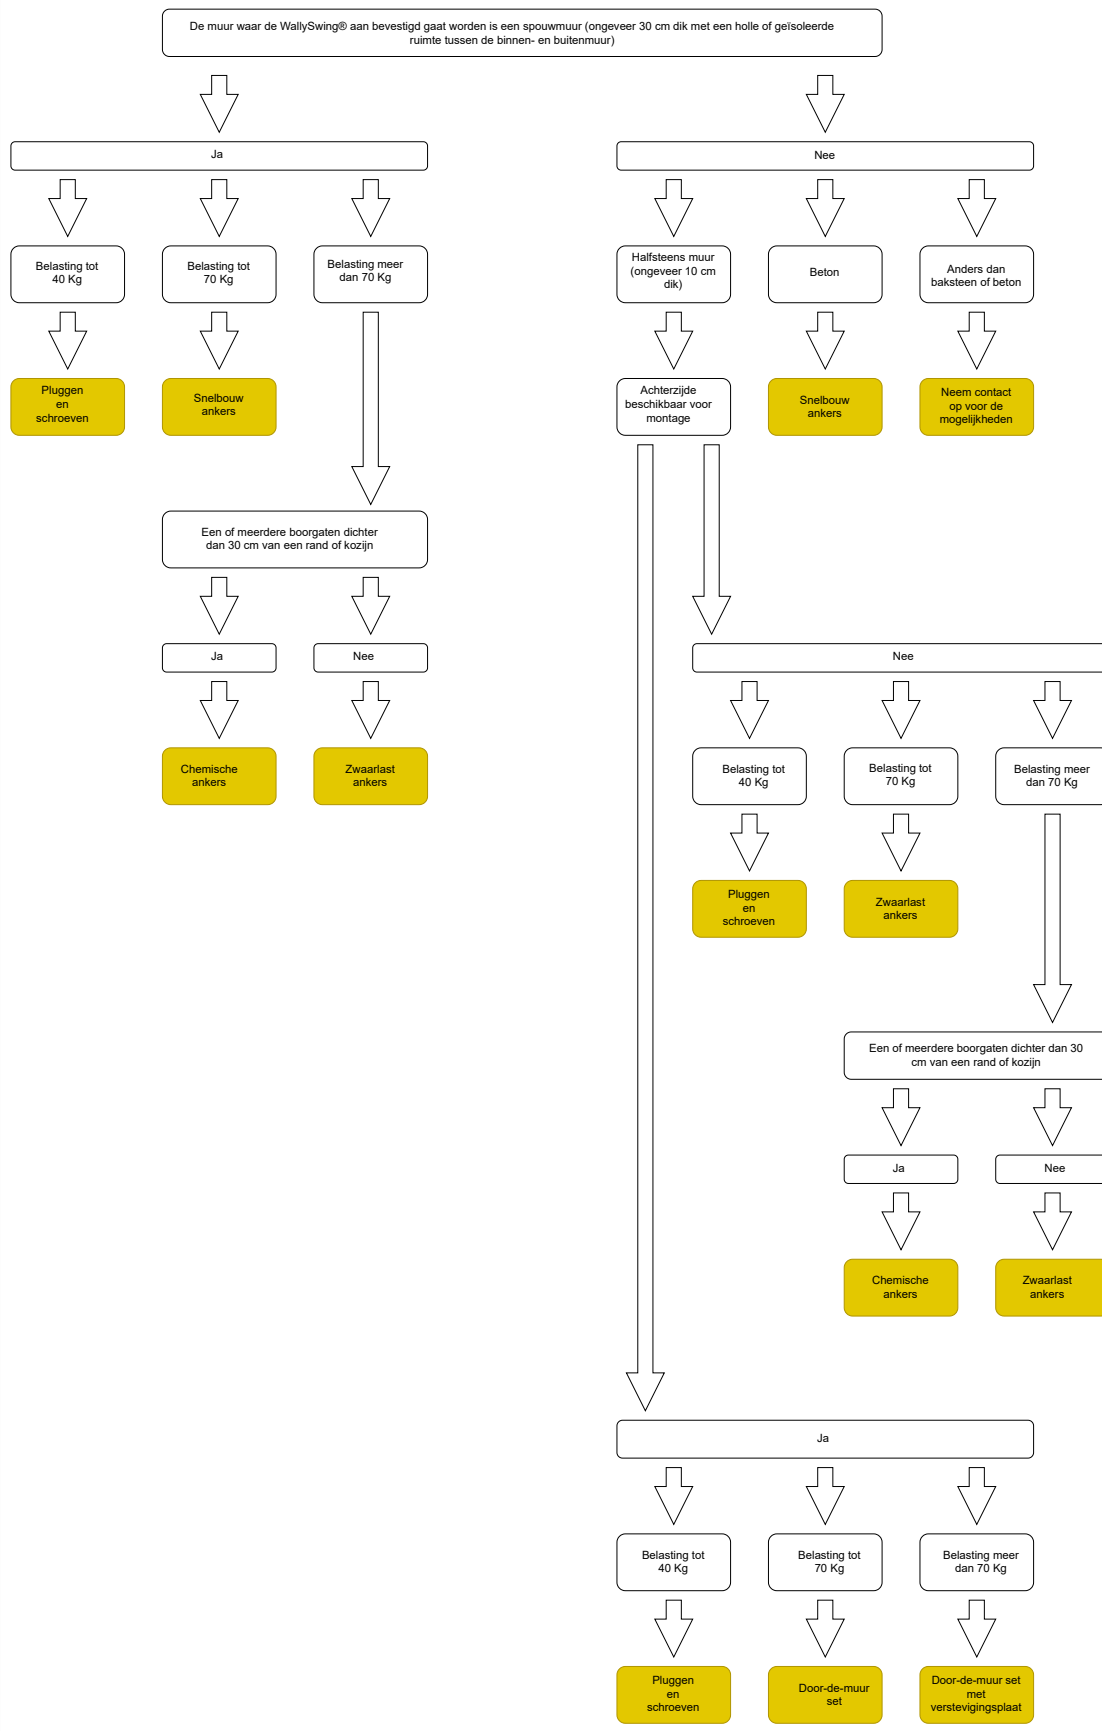 De muur waar de WallySwing® aan bevestigd gaat worden is een spouwmuur (ongeveer 30 cm dik met een holle of geïsoleerde
ruimte tussen de binnen- en buitenmuur)
Ja
Nee
Belasting tot
40 Kg
Belasting tot
70 Kg
Belasting meer
dan 70 Kg
Halfsteens muur
(ongeveer 10 cm
dik)
Beton
Anders dan
baksteen of beton
Pluggen
en
schroeven
Snelbouw
ankers
Achterzijde
beschikbaar voor
montage
Snelbouw
ankers
Neem contact
op voor de
mogelijkheden
Een of meerdere boorgaten dichter
dan 30 cm van een rand of kozijn
Ja
Nee
Nee
Chemische
ankers
Zwaarlast
ankers
Belasting tot
40 Kg
Belasting tot
70 Kg
Belasting meer
dan 70 Kg
Pluggen
en
schroeven
Zwaarlast
ankers
Een of meerdere boorgaten dichter dan 30
cm van een rand of kozijn
Ja
Nee
Chemische
ankers
Zwaarlast
ankers
Ja
Belasting tot
40 Kg
Belasting tot
70 Kg
Belasting meer
dan 70 Kg
Pluggen
en
schroeven
Door-de-muur
set
Door-de-muur set
met
verstevigingsplaat